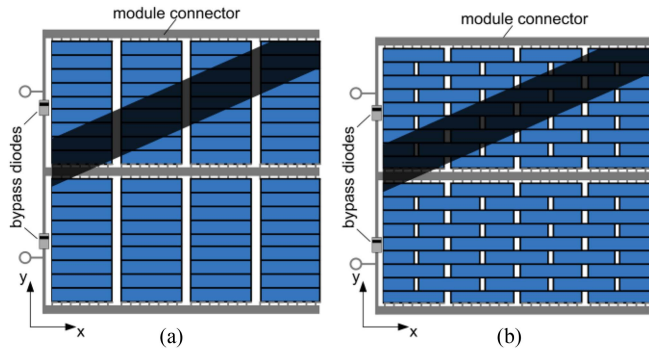 module connector
bypass diodes
y
x
(a)
module connector
bypass diodes
y
x
(b)